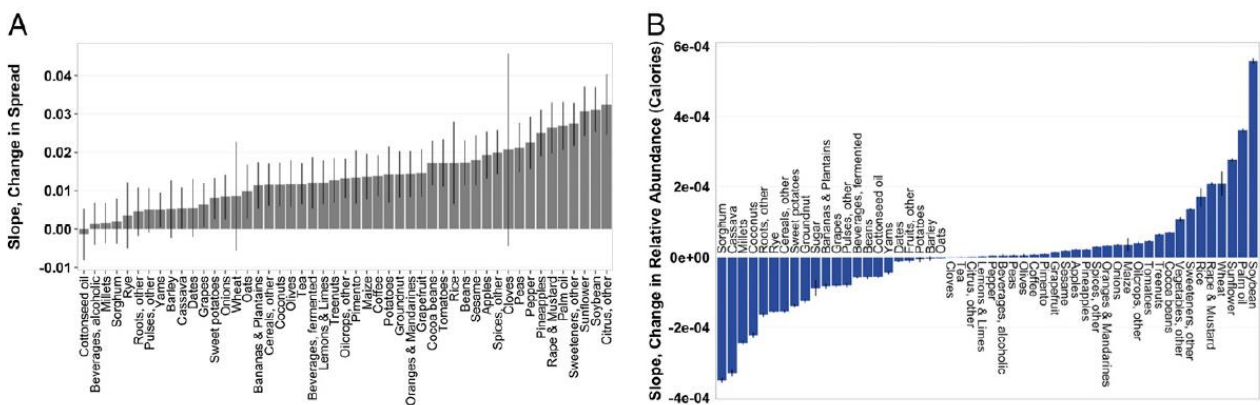 A
Slope, Change in Spread
0.04
0.03
0.02
0.01
0.00
-0.01
Cottonseed oil
Beverages, alcoholic
Millets
Sorghum
Rye
Roots, other
Pulses, other
Yams
Barley
Cassava
Dates
Grapes
Sweet potatoes
Onions
Wheat
Oats
Bananas & Plantains
Cereals, other
Coconuts
Olives
Tea
Beverages, fermented
Lemons & Limes
Treenuts
Oilcrops, other
Pimento
Maize
Coffee
Potatoes
Groundnut
Oranges & Mandarines
Grapefruit
Cocoa beans
Tomatoes
Rice
Beans
Sesame
Apples
Spices, other
Cloves
Peas
Pepper
Pineapples
Rape & Mustard
Palm oil
Sweeteners, other
Sunflower
Soybean
Citrus, other
B
Slope, Change in Relative Abundance (Calories)
6e-04
4e-04
2e-04
0e+00
-2e-04
-4e-04
Sorghum
Cassava
Millets
Coconuts
Roots, other
Rye
Cereals, other
Sweet potatoes
Groundnut
Sugar
Bananas & Plantains
Grapes
Pulses, other
Beverages, fermented
Beans
Cottonseed oil
Yams
Dates
Fruits, other
Potatoes
Barley
Oats
Cloves
Tea
Citrus, other
Lemons & Limes
Pepper
Beverages, alcoholic
Peas
Olives
Coffee
Pimento
Grapefruit
Sesame
Apples
Pineapples
Spices, other
Oranges & Mandarines
Onions
Maize
Oilcrops, other
Tomatoes
Treenuts
Cocoa beans
Vegetables, other
Sweeteners, other
Rice
Rape & Mustard
Wheat
Sunflower
Palm oil
Soybean